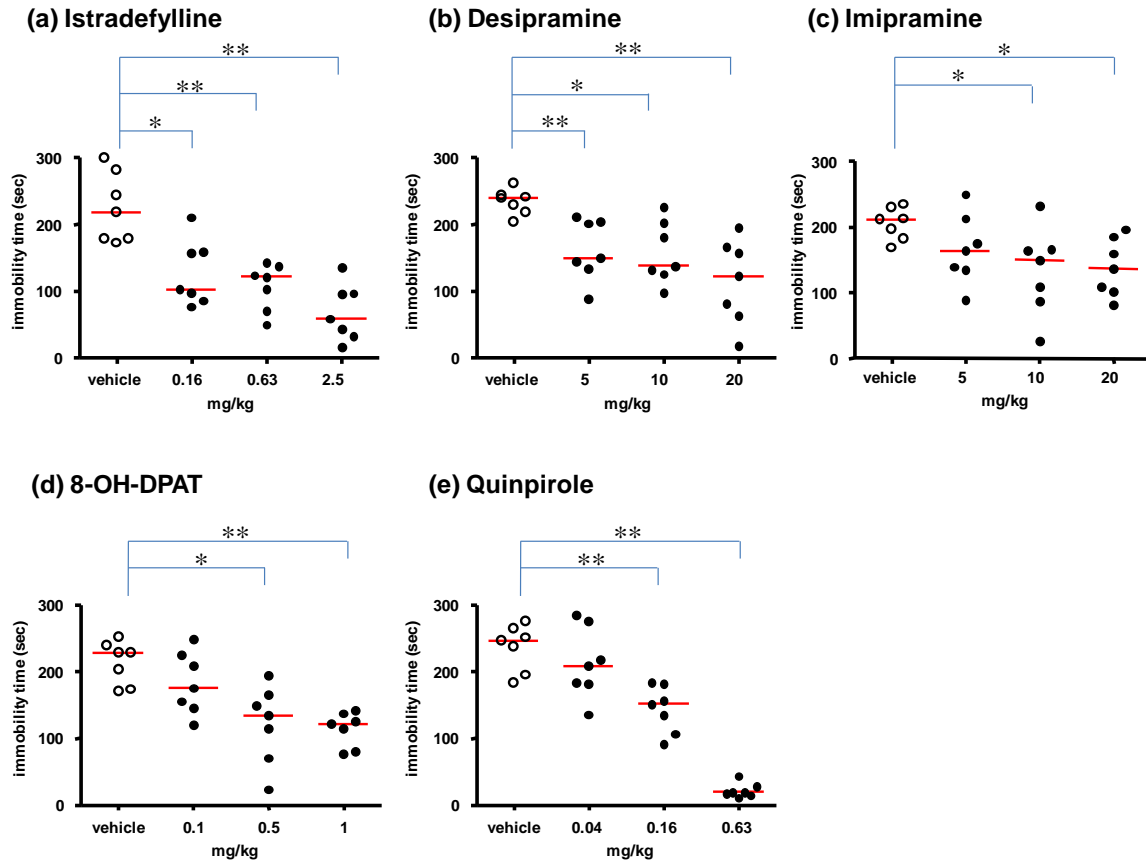 (a) Istradefylline
**
**
*
immobility time (sec)
300
200
100
0
vehicle 0.16 0.63 2.5
mg/kg
(b) Desipramine
**
*
**
immobility time (sec)
300
200
100
0
vehicle 5 10 20
mg/kg
(c) Imipramine
*
*
immobility time (sec)
300
200
100
0
vehicle 5 10 20
mg/kg
(d) 8-OH-DPAT
**
*
immobility time (sec)
300
200
100
0
vehicle 0.1 0.5 1
mg/kg
(e) Quinpirole
**
**
immobility time (sec)
300
200
100
0
vehicle 0.04 0.16 0.63
mg/kg